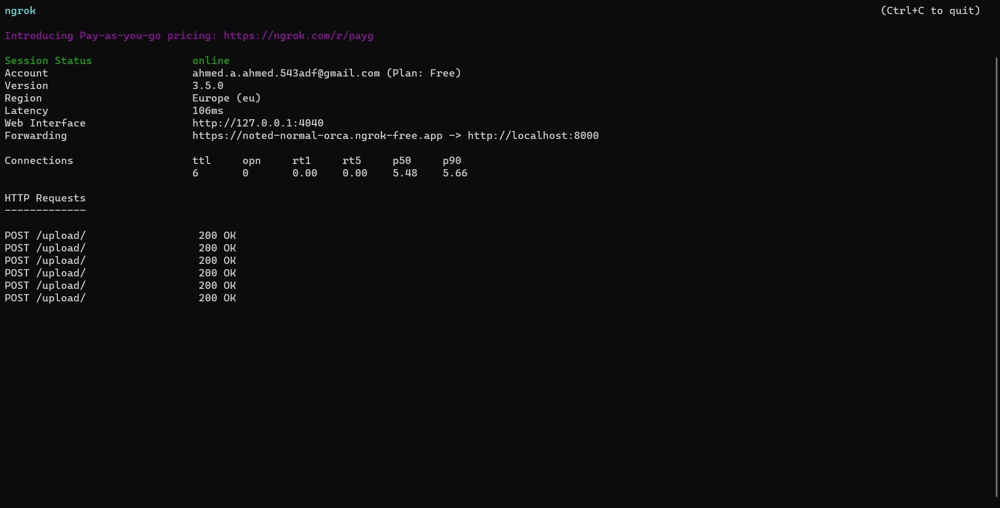 ngrok (Ctrl+C to quit)
Introducing Pay-as-you-go pricing: https://ngrok.com/r/payg
Session Status online
Account ahmed.a.ahmed.543adf@gmail.com (Plan: Free)
Version 3.5.0
Region Europe (eu)
Latency 106ms
Web Interface http://127.0.0.1:4040
Forwarding https://noted-normal-orca.ngrok-free.app -> http://localhost:8000
Connections ttl opn rt1 rt5 p50 p90
6 0 0.00 0.00 5.48 5.66
HTTP Requests
-------------
POST /upload/ 200 OK
POST /upload/ 200 OK
POST /upload/ 200 OK
POST /upload/ 200 OK
POST /upload/ 200 OK
POST /upload/ 200 OK